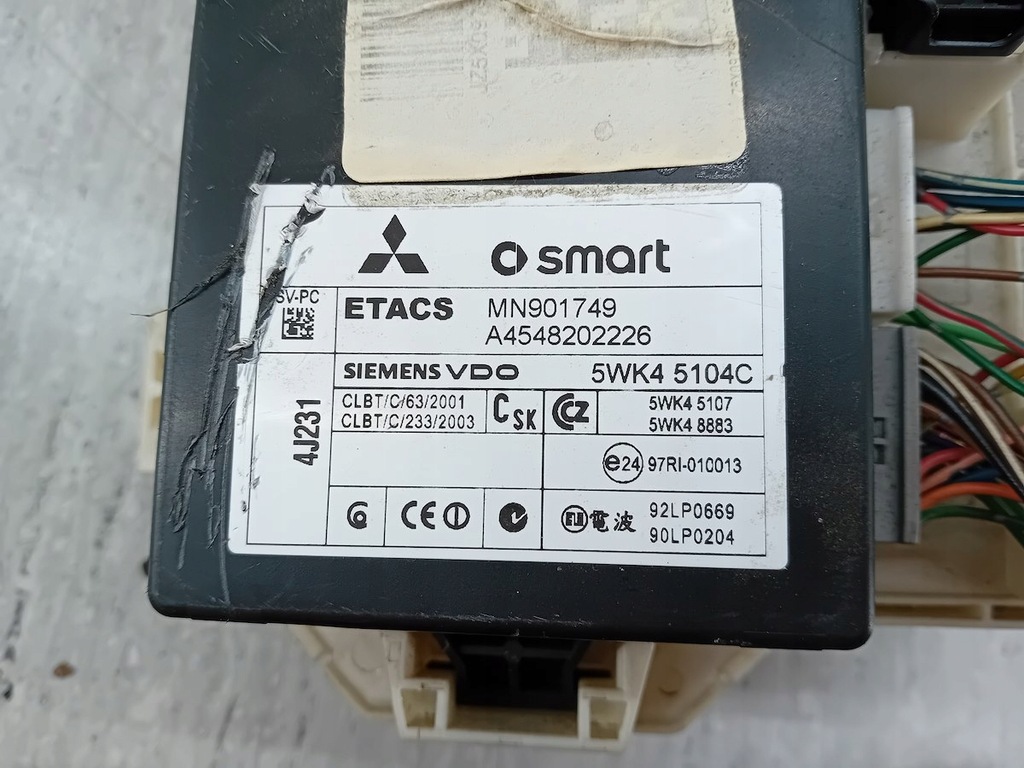 smart
SV-PC
ETACS MN901749
A4548202226
SIEMENS VDO 5WK4 5104C
4J231
CLBT/C/63/2001
CLBT/C/233/2003
CSK
CCZ
5WK4 5107
5WK4 8883
e24 97RI-010013
CE
電波
92LP0669
90LP0204